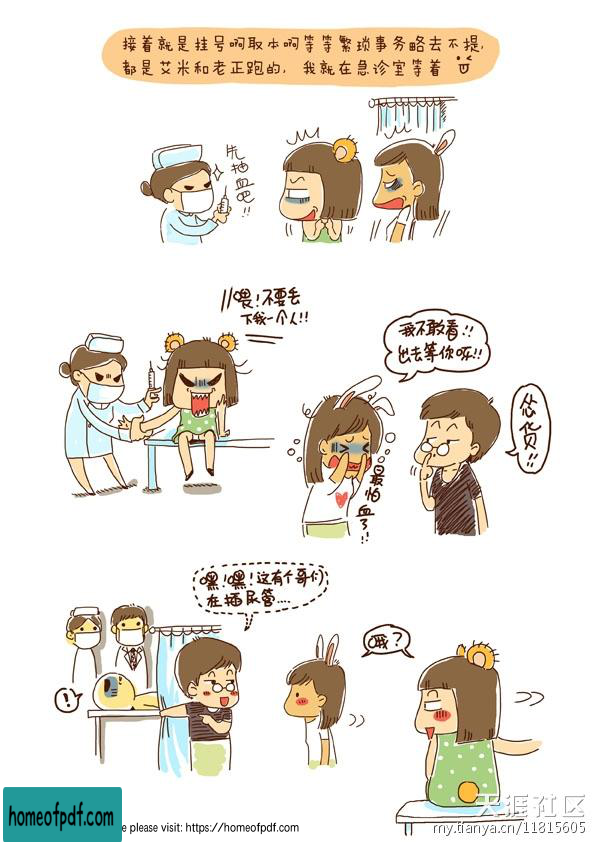 接着就是挂号啊取本啊等等繁琐事务略去不提,
都是艾米和老正跑的, 我就在急诊室等着
先抽
血吧!!
喂!不要丢
下我一个人!!
我不敢看!!
出去等你呀!!
最怕
血了!!
怂货!!
嘿!嘿!这有个哥们
在插尿管....
哦?
!
homeofpdf.com
e please visit: https://homeofpdf.com
天涯社区
my.tianya.cn/11815605